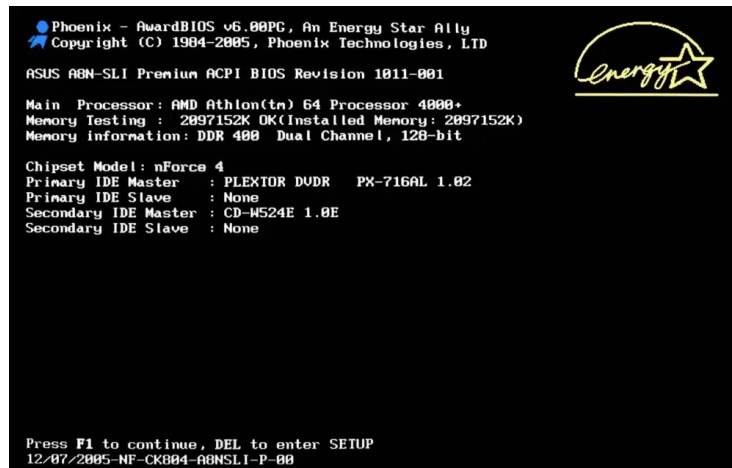 Phoenix - AwardBIOS v6.00PG, An Energy Star Ally
Copyright (C) 1984-2005, Phoenix Technologies, LTD
energy
ASUS A8N-SLI Premium ACPI BIOS Revision 1011-001
Main Processor: AMD Athlon(tm) 64 Processor 4000+
Memory Testing : 2097152K OK(Installed Memory: 2097152K)
Memory information: DDR 400 Dual Channel, 128-bit
Chipset Model: nForce 4
Primary IDE Master : PLEXTOR DVDR PX-716AL 1.02
Primary IDE Slave : None
Secondary IDE Master : CD-W524E 1.0E
Secondary IDE Slave : None
Press F1 to continue, DEL to enter SETUP
12/07/2005-NF-CK804-A8NSLI-P-00